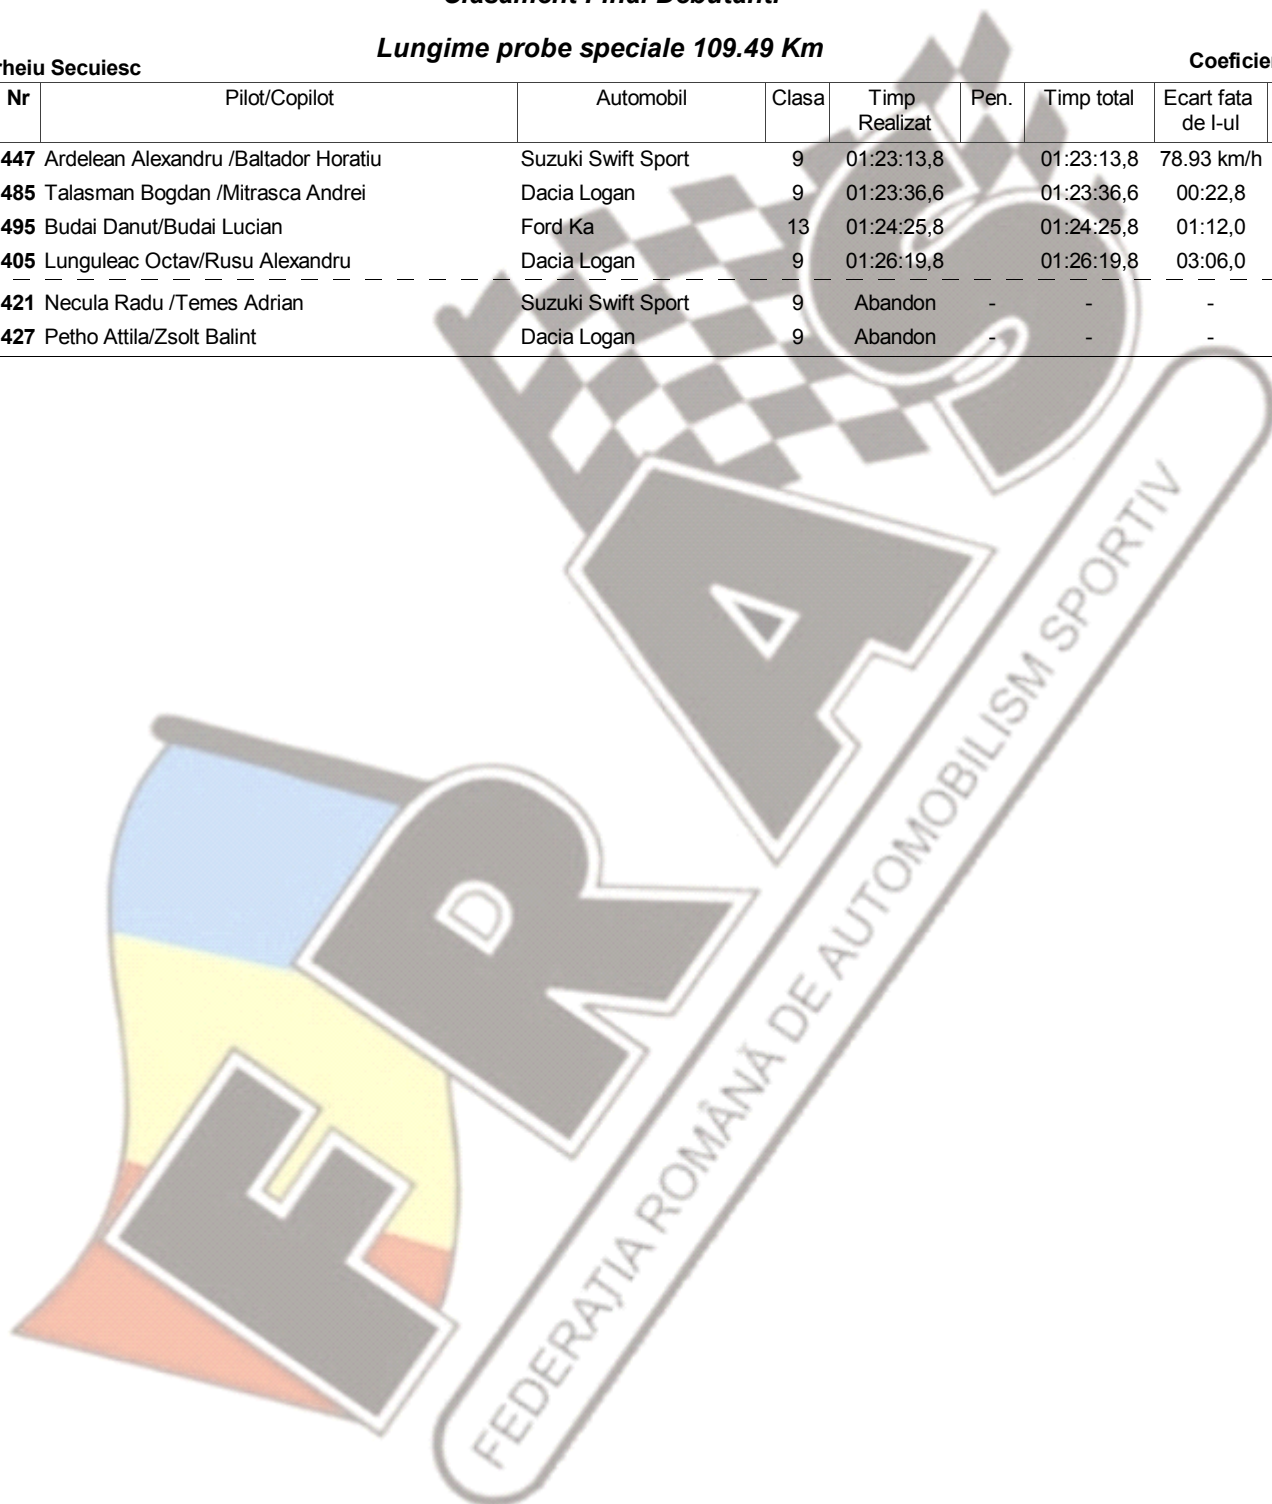 Lungime probe speciale 109.49 Km
rheiu Secuiesc Coeficie
Nr Pilot/Copilot Automobil Clasa Timp Realizat Pen. Timp total Ecart fata de l-ul
447 Ardelean Alexandru /Baltador Horatiu Suzuki Swift Sport 9 01:23:13,8 01:23:13,8 78.93 km/h
485 Talasman Bogdan /Mitrasca Andrei Dacia Logan 9 01:23:36,6 01:23:36,6 00:22,8
495 Budai Danut/Budai Lucian Ford Ka 13 01:24:25,8 01:24:25,8 01:12,0
405 Lunguleac Octav/Rusu Alexandru Dacia Logan 9 01:26:19,8 01:26:19,8 03:06,0
421 Necula Radu /Temes Adrian Suzuki Swift Sport 9 Abandon - - -
427 Petho Attila/Zsolt Balint Dacia Logan 9 Abandon - - -
FRAS
FEDERAȚIA ROMÂNĂ DE AUTOMOBILISM SPORTIV